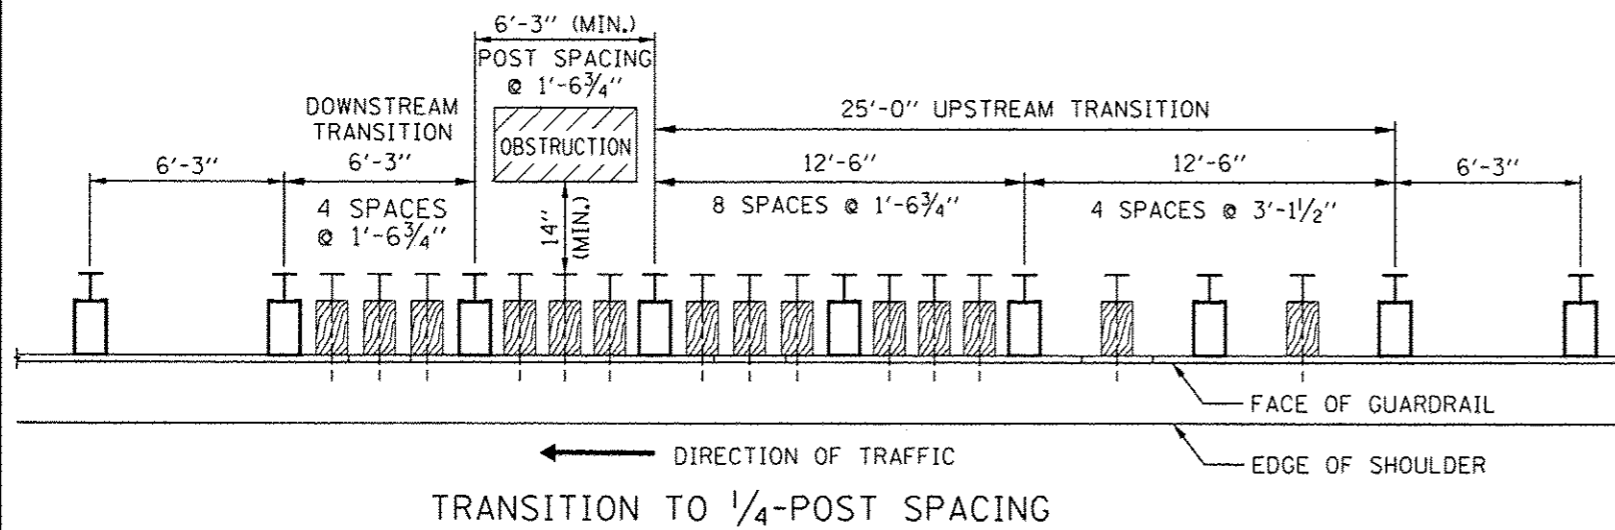 6'-3" (MIN.)
POST SPACING
@ 1'-6¾"
DOWNSTREAM
TRANSITION
OBSTRUCTION
25'-0" UPSTREAM TRANSITION
6'-3"
6'-3"
12'-6"
12'-6"
6'-3"
4 SPACES
@ 1'-6¾"
14"
(MIN.)
8 SPACES @ 1'-6¾"
4 SPACES @ 3'-1½"
FACE OF GUARDRAIL
DIRECTION OF TRAFFIC
EDGE OF SHOULDER
TRANSITION TO ¼-POST SPACING